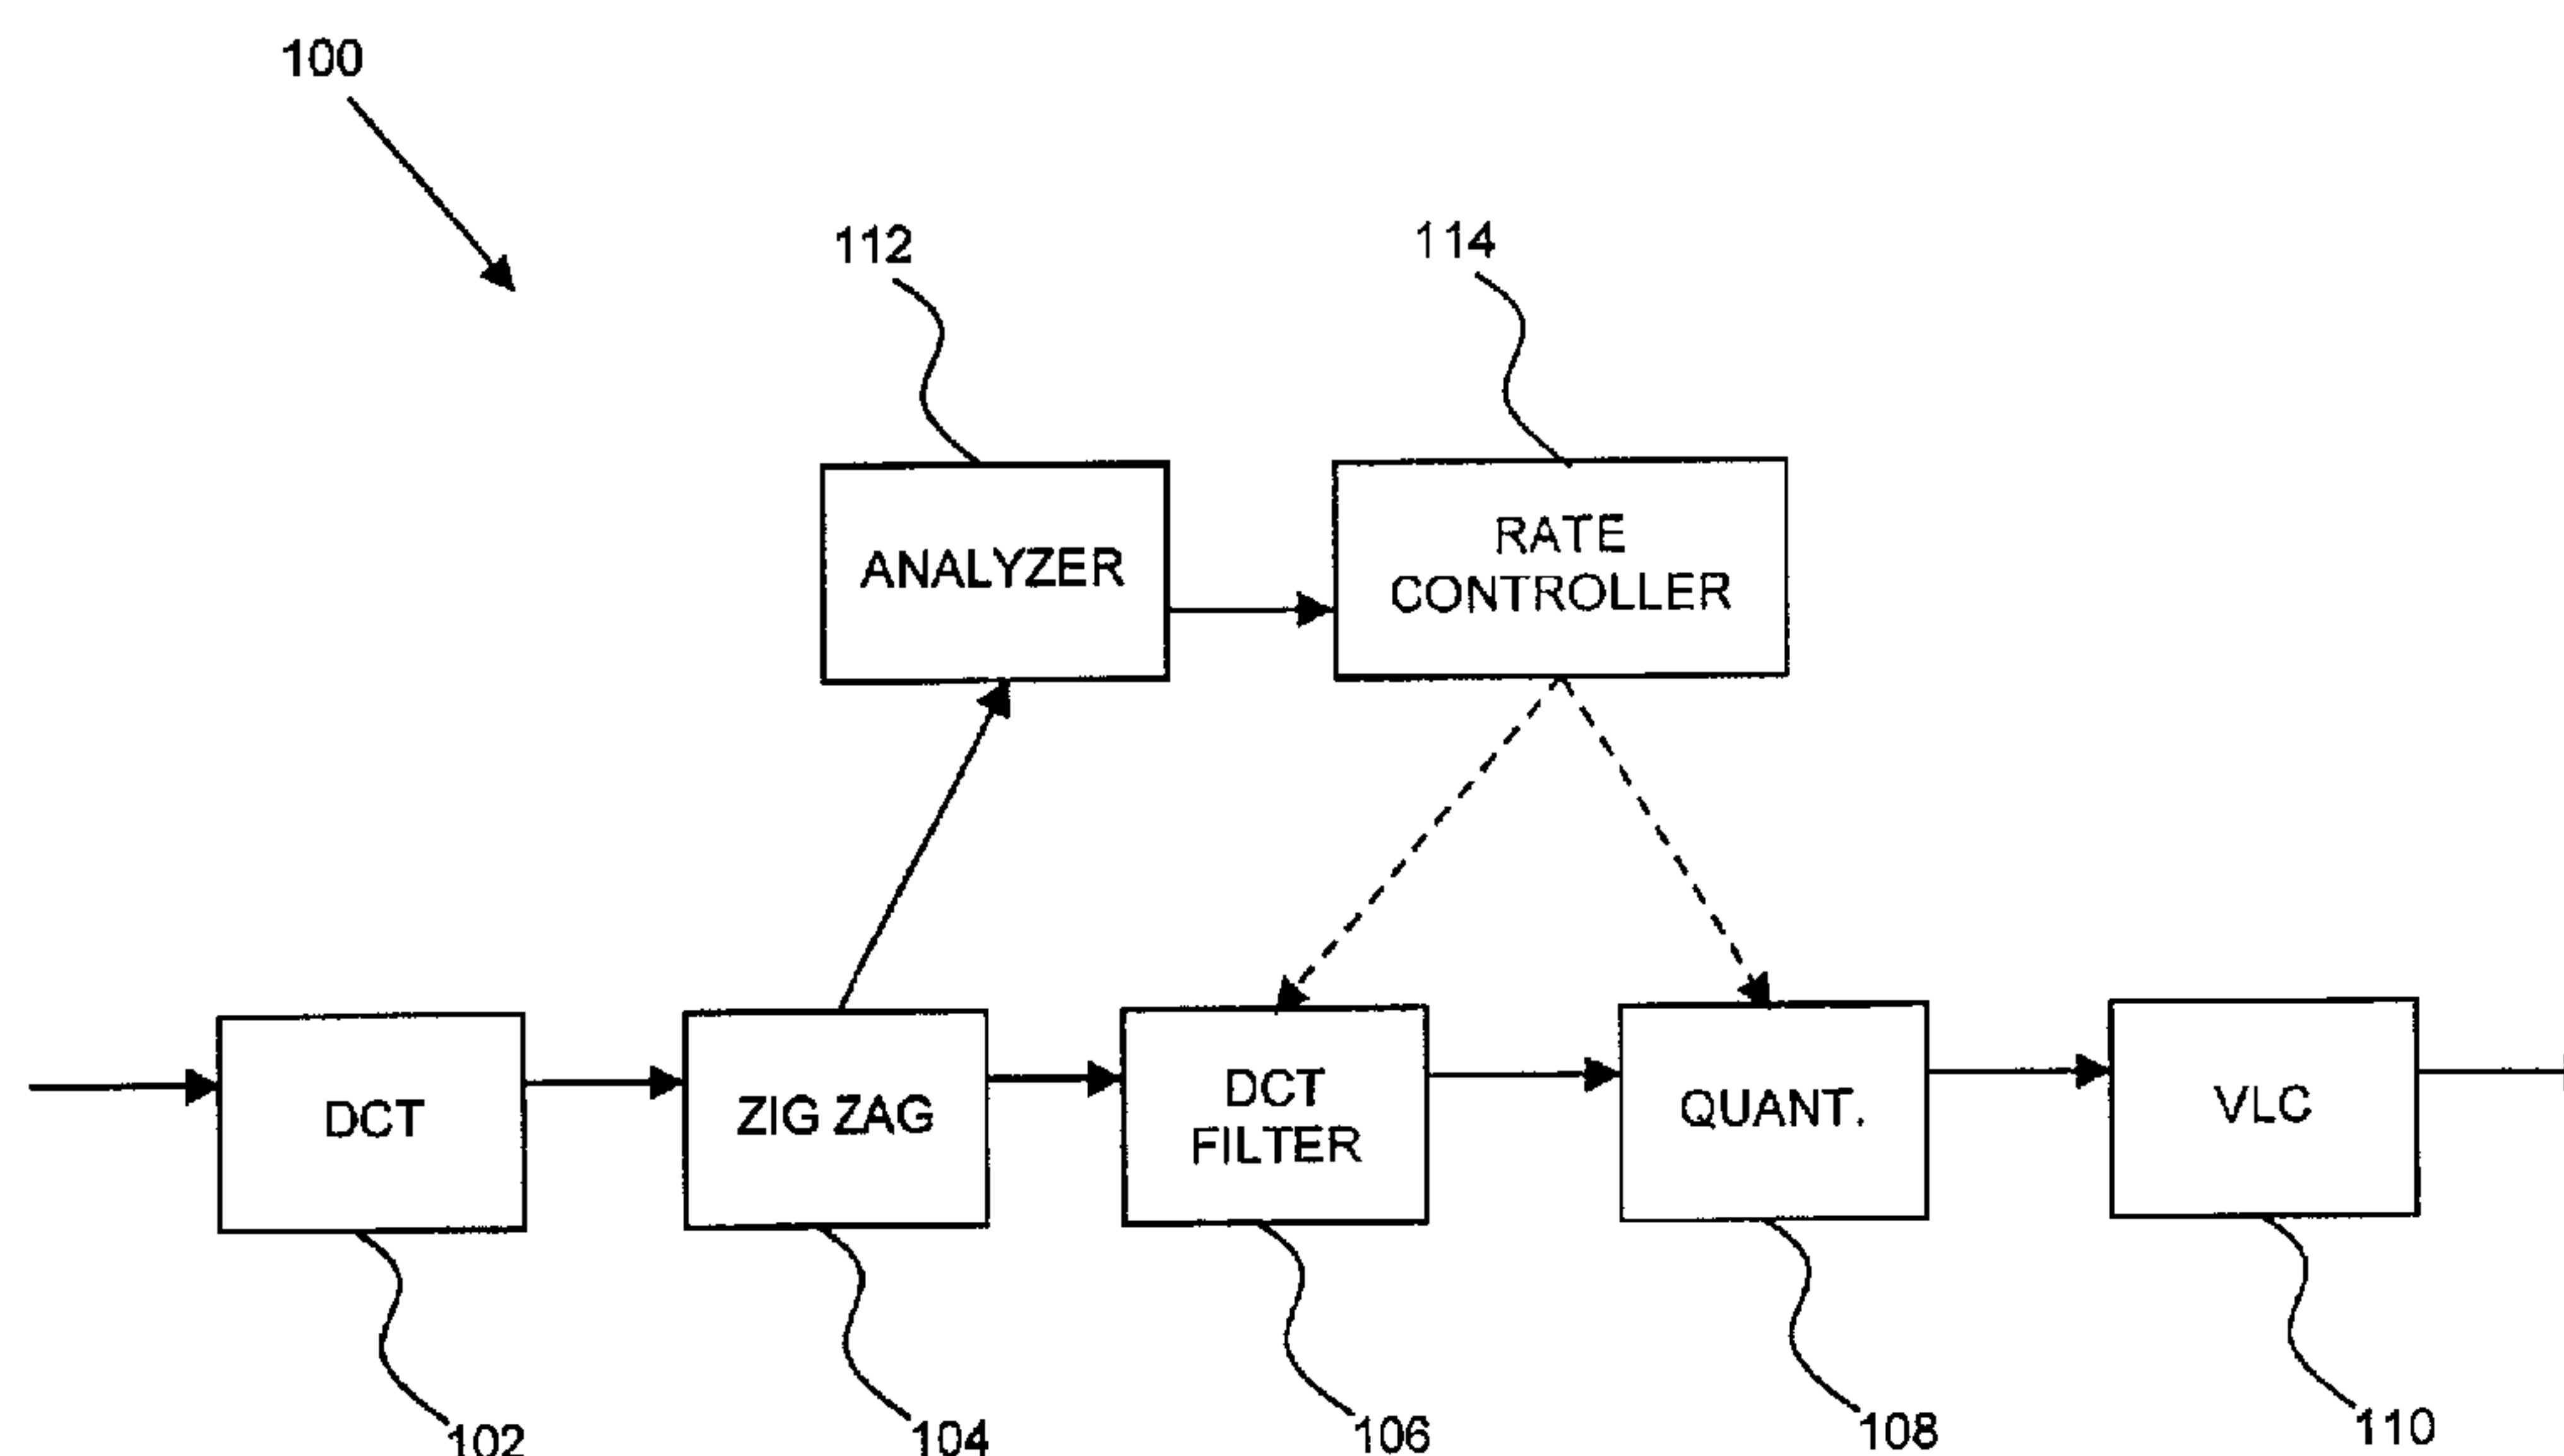 100
112
114
ANALYZER
RATE
CONTROLLER
DCT
ZIG ZAG
DCT
FILTER
QUANT.
VLC
102
104
106
108
110